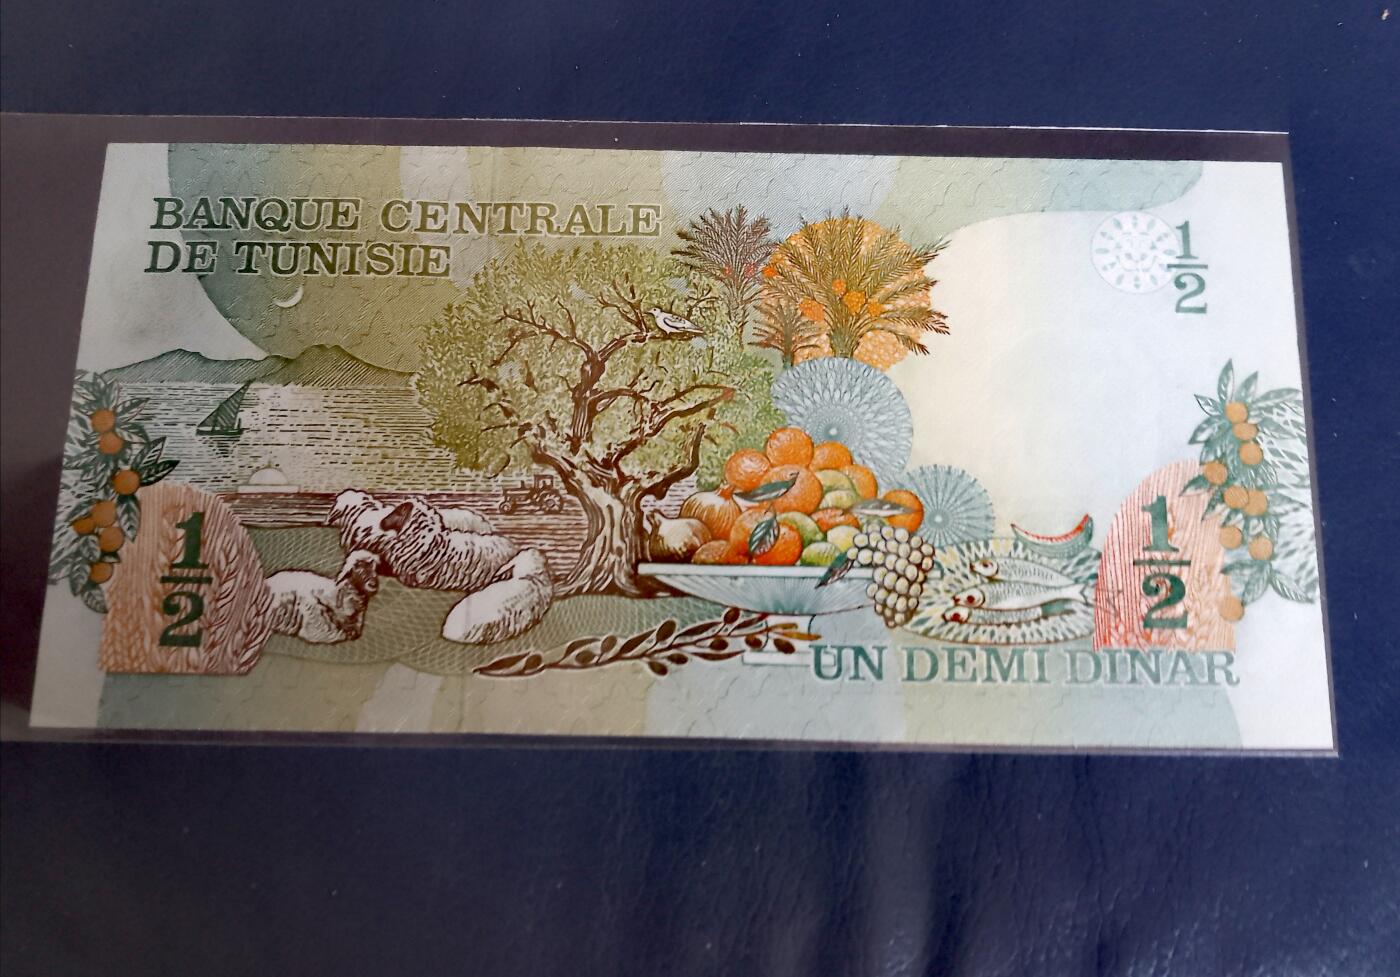 BANQUE CENTRALE
DE TUNISIE
1/2
1/2
1/2
UN DEMI DINAR